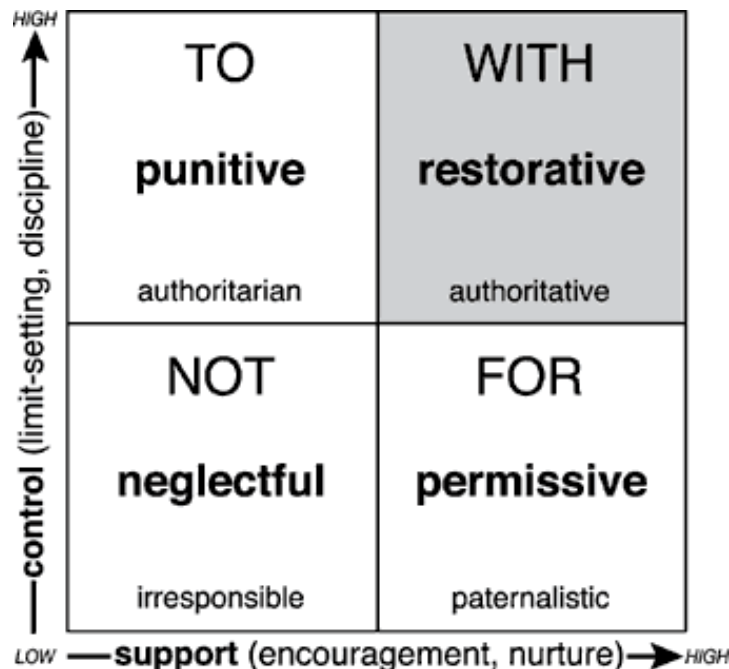 HIGH
TO
punitive
authoritarian
WITH
restorative
authoritative
NOT
neglectful
irresponsible
FOR
permissive
paternalistic
control (limit-setting, discipline)
LOW
support (encouragement, nurture)
HIGH